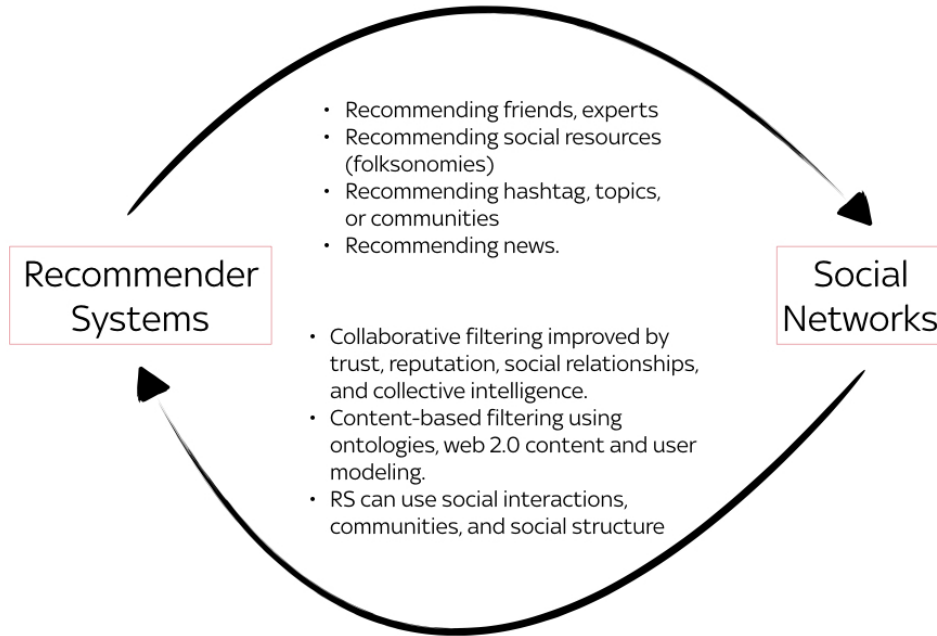 • Recommending friends, experts
• Recommending social resources
(folksonomies)
• Recommending hashtag, topics,
or communities
• Recommending news.
Recommender
Systems
Social
Networks
• Collaborative filtering improved by
trust, reputation, social relationships,
and collective intelligence.
• Content-based filtering using
ontologies, web 2.0 content and user
modeling.
• RS can use social interactions,
communities, and social structure